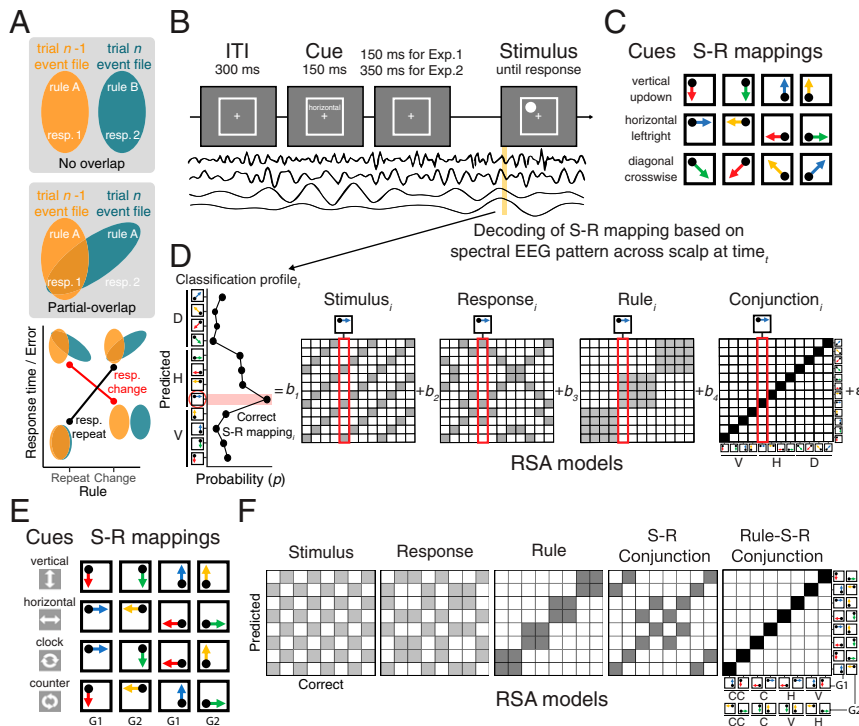 A
trial n -1 event file
trial n event file
rule A
rule B
resp. 1
resp. 2
No overlap
trial n -1 event file
trial n event file
rule A
rule A
resp. 1
resp. 2
Partial-overlap
Response time / Error
resp. change
resp. repeat
Repeat Change
Rule
B
ITI
300 ms
Cue
150 ms
150 ms for Exp.1
350 ms for Exp.2
Stimulus
until response
horizontal
Decoding of S-R mapping based on
spectral EEG pattern across scalp at time t
C
Cues
S-R mappings
vertical
updown
horizontal
leftright
diagonal
crosswise
D
Classification profile t
Predicted
D
H
V
Correct
S-R mapping i
Probability (p)
Stimulus i
Response i
Rule i
Conjunction i
= b1
+ b2
+ b3
+ b4
+ ε
RSA models
V H D
E
Cues
S-R mappings
vertical
horizontal
clock
counter
G1 G2 G1 G2
F
Stimulus
Response
Rule
S-R
Conjunction
Rule-S-R
Conjunction
Predicted
Correct
RSA models
CC C H V
G1
CC C V H
G2